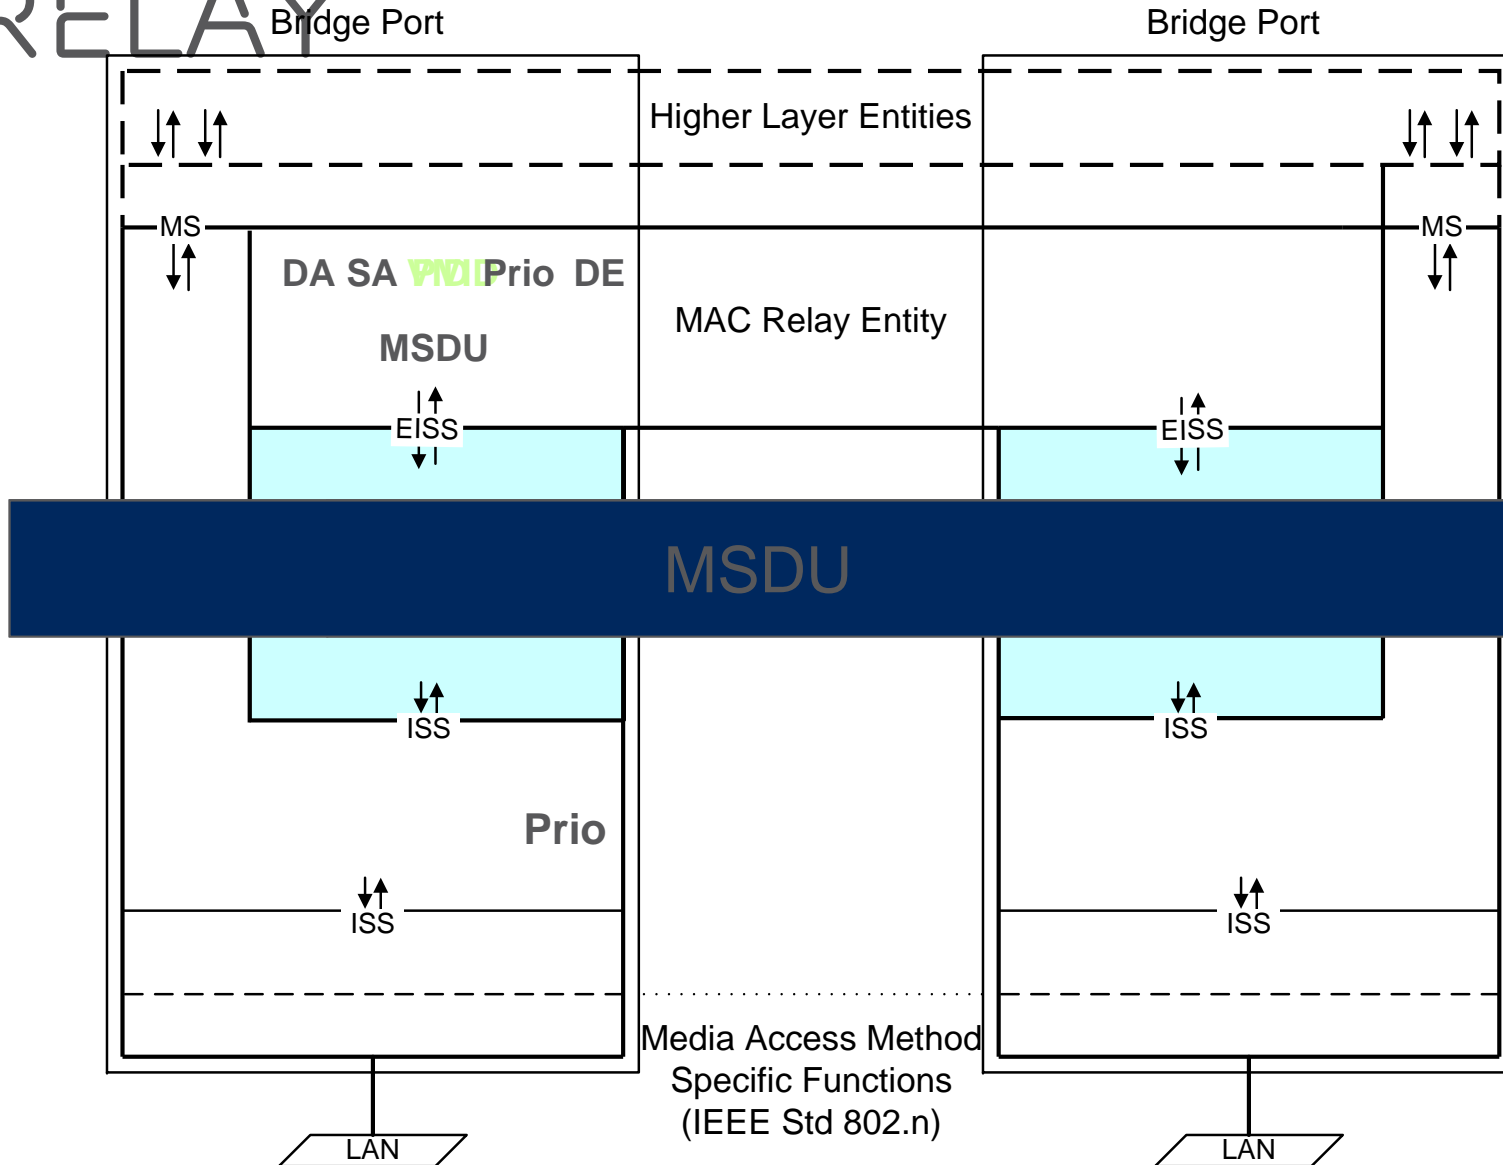 RELAY
Bridge Port Bridge Port
Higher Layer Entities
MS MS
DA SA Prio DE
MAC Relay Entity
MSDU
EISS EISS
MSDU
ISS ISS
Prio
ISS ISS
Media Access Method
Specific Functions
(IEEE Std 802.n)
LAN LAN